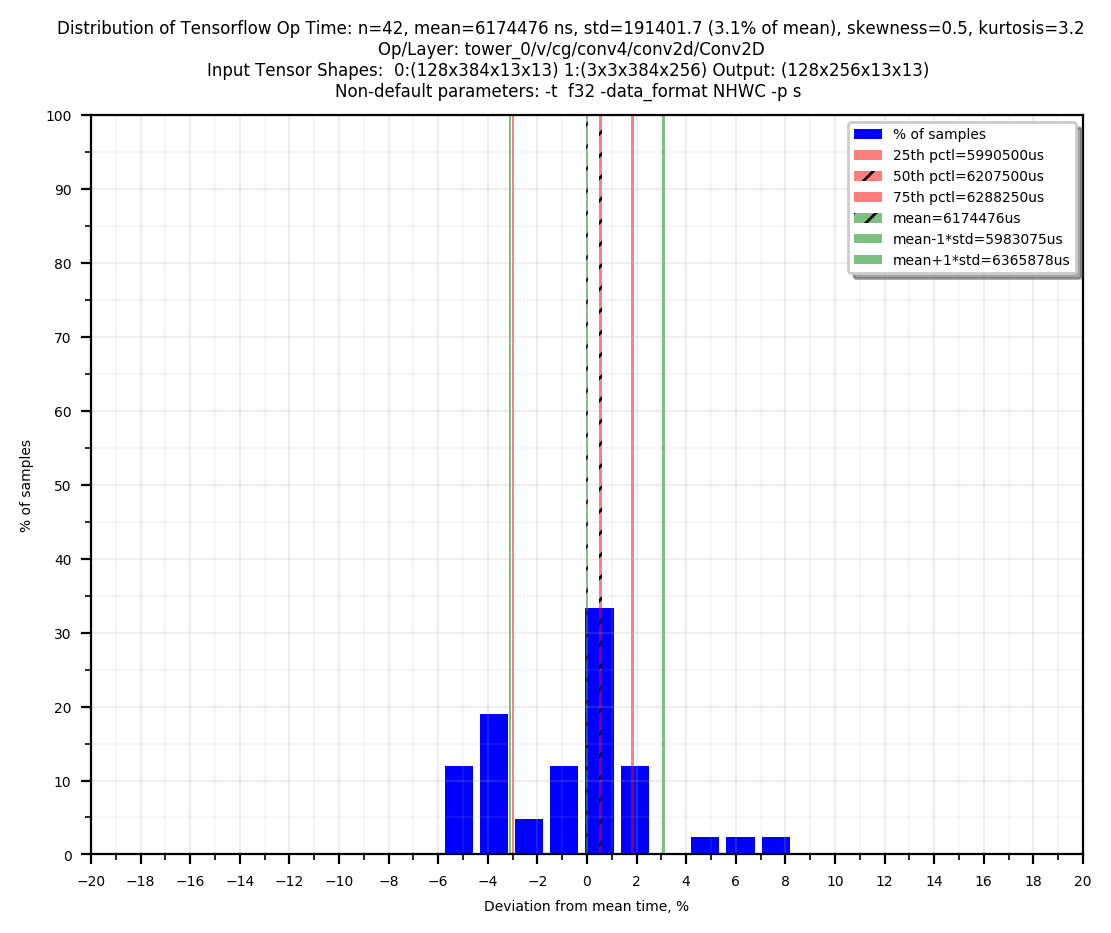 Distribution of Tensorflow Op Time: n=42, mean=6174476 ns, std=191401.7 (3.1% of mean), skewness=0.5, kurtosis=3.2
Op/Layer: tower_0/v/cg/conv4/conv2d/Conv2D
Input Tensor Shapes:  0:(128x384x13x13) 1:(3x3x384x256) Output: (128x256x13x13)
Non-default parameters: -t  f32 -data_format NHWC -p s
% of samples
25th pctl=5990500us
50th pctl=6207500us
75th pctl=6288250us
mean=6174476us
mean-1*std=5983075us
mean+1*std=6365878us
100
90
80
70
60
50
40
30
20
10
0
% of samples
−20 −18 −16 −14 −12 −10 −8 −6 −4 −2 0 2 4 6 8 10 12 14 16 18 20
Deviation from mean time, %